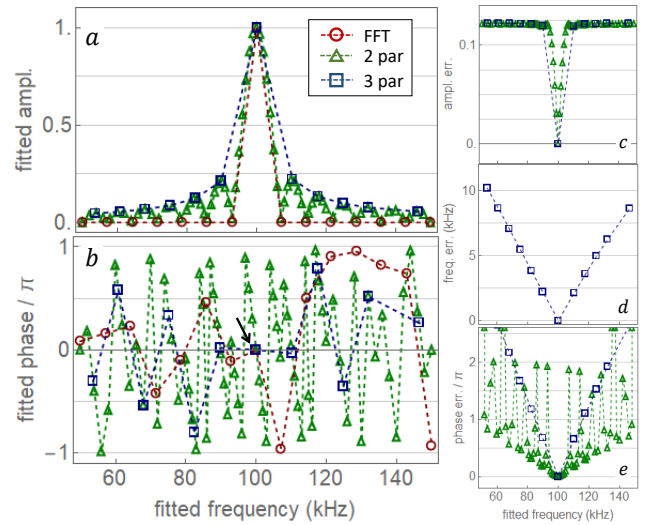 a
FFT
2 par
3 par
fitted ampl.
1.
0.5
0.
b
fitted phase / π
1
0
−1
60
80
100
120
140
fitted frequency (kHz)
ampl. err.
0.1
0.
c
freq. err. (kHz)
10
5
0
d
phase err. / π
2
1
0
e
60
80
100
120
140
fitted frequency (kHz)